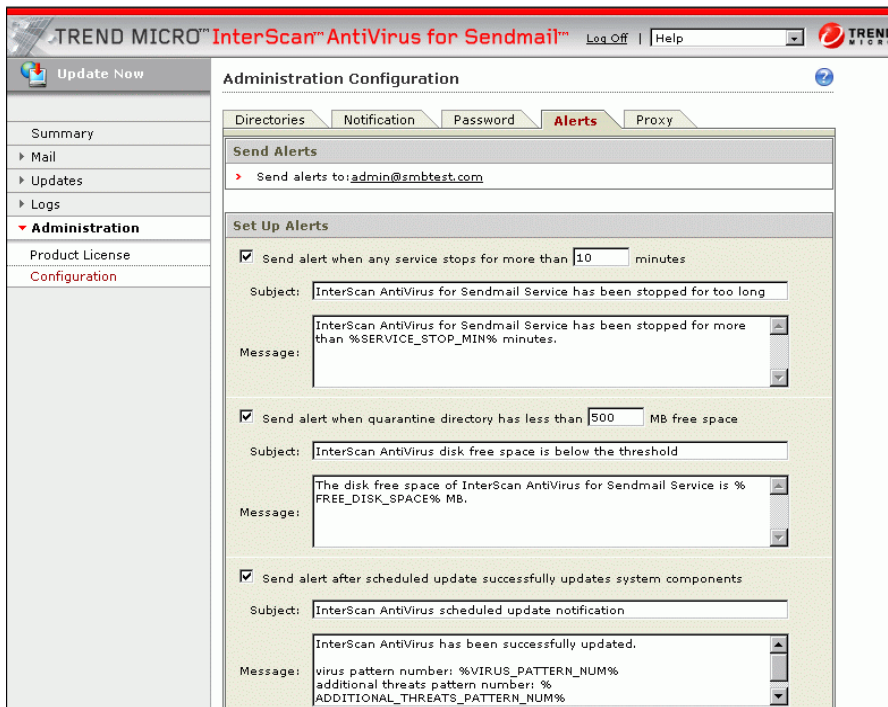 TREND MICRO™ InterScan™ AntiVirus for Sendmail™ Log Off | Help TREND MICRO
Update Now
Administration Configuration
Directories Notification Password Alerts Proxy
Summary
Mail
Updates
Logs
Administration
Product License
Configuration
Send Alerts
Send alerts to:admin@smbtest.com
Set Up Alerts
Send alert when any service stops for more than 10 minutes
Subject: InterScan AntiVirus for Sendmail Service has been stopped for too long
Message:
InterScan AntiVirus for Sendmail Service has been stopped for more
than %SERVICE_STOP_MIN% minutes.
Send alert when quarantine directory has less than 500 MB free space
Subject: InterScan AntiVirus disk free space is below the threshold
Message:
The disk free space of InterScan AntiVirus for Sendmail Service is %
FREE_DISK_SPACE% MB.
Send alert after scheduled update successfully updates system components
Subject: InterScan AntiVirus scheduled update notification
Message:
InterScan AntiVirus has been successfully updated.
virus pattern number: %VIRUS_PATTERN_NUM%
additional threats pattern number: %
ADDITIONAL_THREATS_PATTERN_NUM%